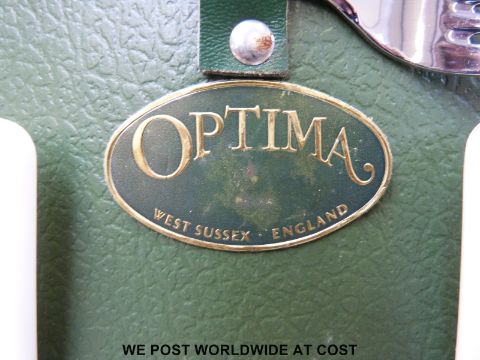 OPTIMA
WEST SUSSEX · ENGLAND
WE POST WORLDWIDE AT COST